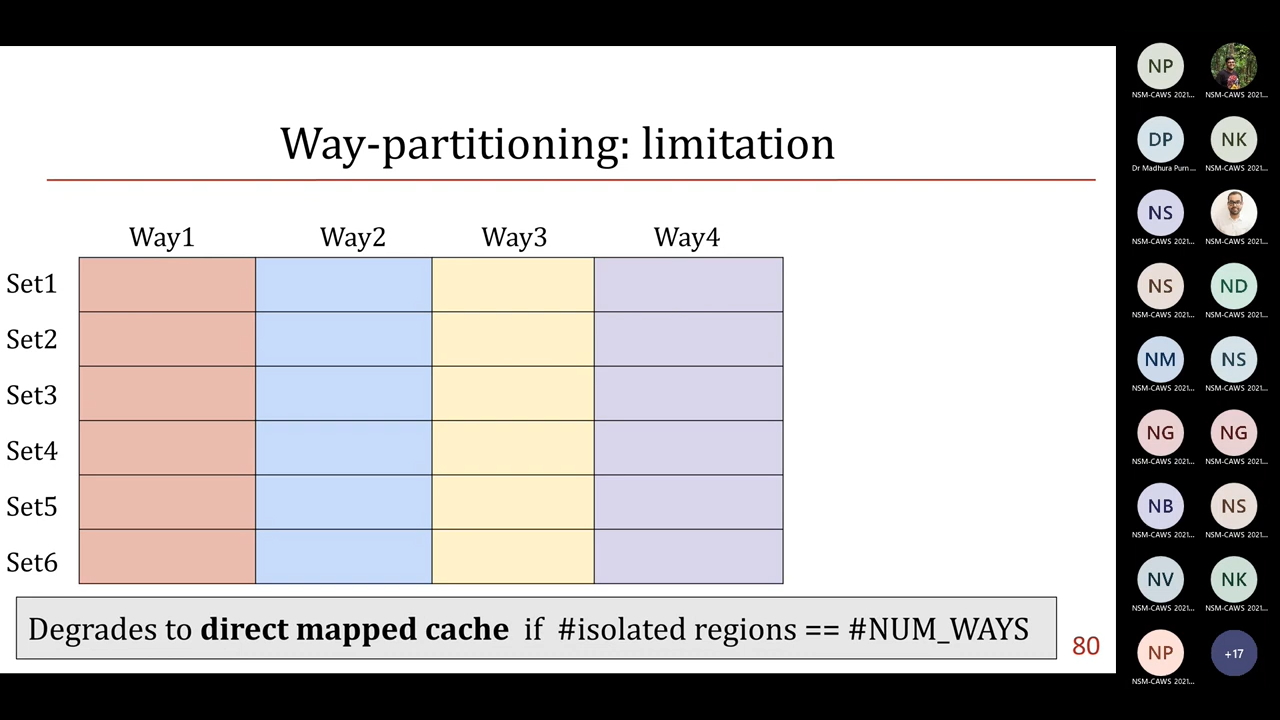 Way-partitioning: limitation
Way1 Way2 Way3 Way4
Set1
Set2
Set3
Set4
Set5
Set6
Degrades to direct mapped cache if #isolated regions == #NUM_WAYS
80
NP
NSM-CAWS 2021... NSM-CAWS 2021...
DP NK
Dr Madhura Purn... NSM-CAWS 2021...
NS
NSM-CAWS 2021... NSM-CAWS 2021...
NS ND
NSM-CAWS 2021... NSM-CAWS 2021...
NM NS
NSM-CAWS 2021... NSM-CAWS 2021...
NG NG
NSM-CAWS 2021... NSM-CAWS 2021...
NB NS
NSM-CAWS 2021... NSM-CAWS 2021...
NV NK
NSM-CAWS 2021... NSM-CAWS 2021...
NP +17
NSM-CAWS 2021...